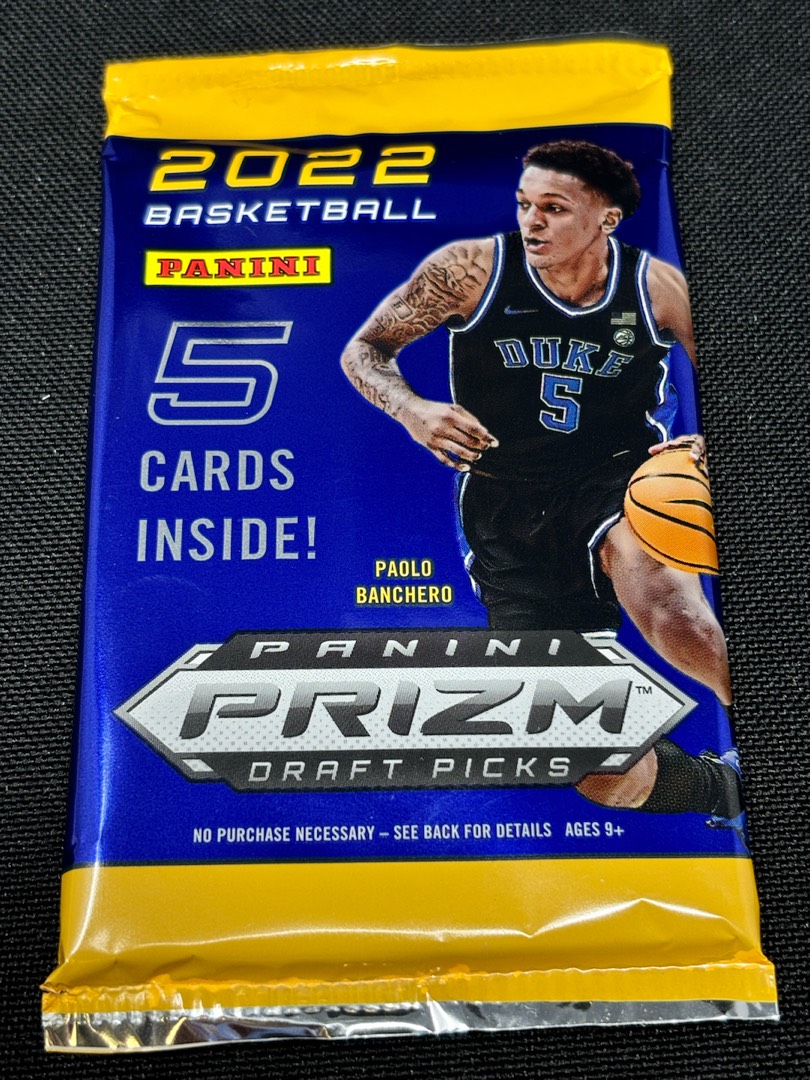 2022
BASKETBALL
PANINI
5
CARDS
INSIDE!
DUKE
5
PAOLO
BANCHERO
PANINI
PRIZM™
DRAFT PICKS
NO PURCHASE NECESSARY – SEE BACK FOR DETAILS AGES 9+